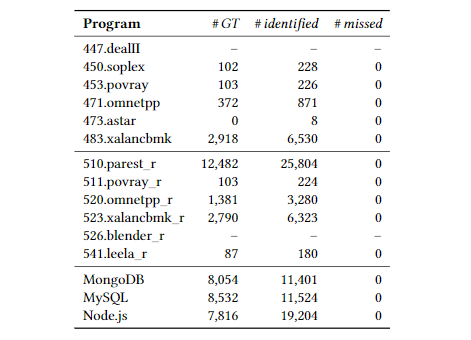 Program # GT # identified # missed
447.dealII – – –
450.soplex 102 228 0
453.povray 103 226 0
471.omnetpp 372 871 0
473.astar 0 8 0
483.xalancbmk 2,918 6,530 0
510.parest_r 12,482 25,804 0
511.povray_r 103 224 0
520.omnetpp_r 1,381 3,280 0
523.xalancbmk_r 2,790 6,323 0
526.blender_r – – –
541.leela_r 87 180 0
MongoDB 8,054 11,401 0
MySQL 8,532 11,524 0
Node.js 7,816 19,204 0